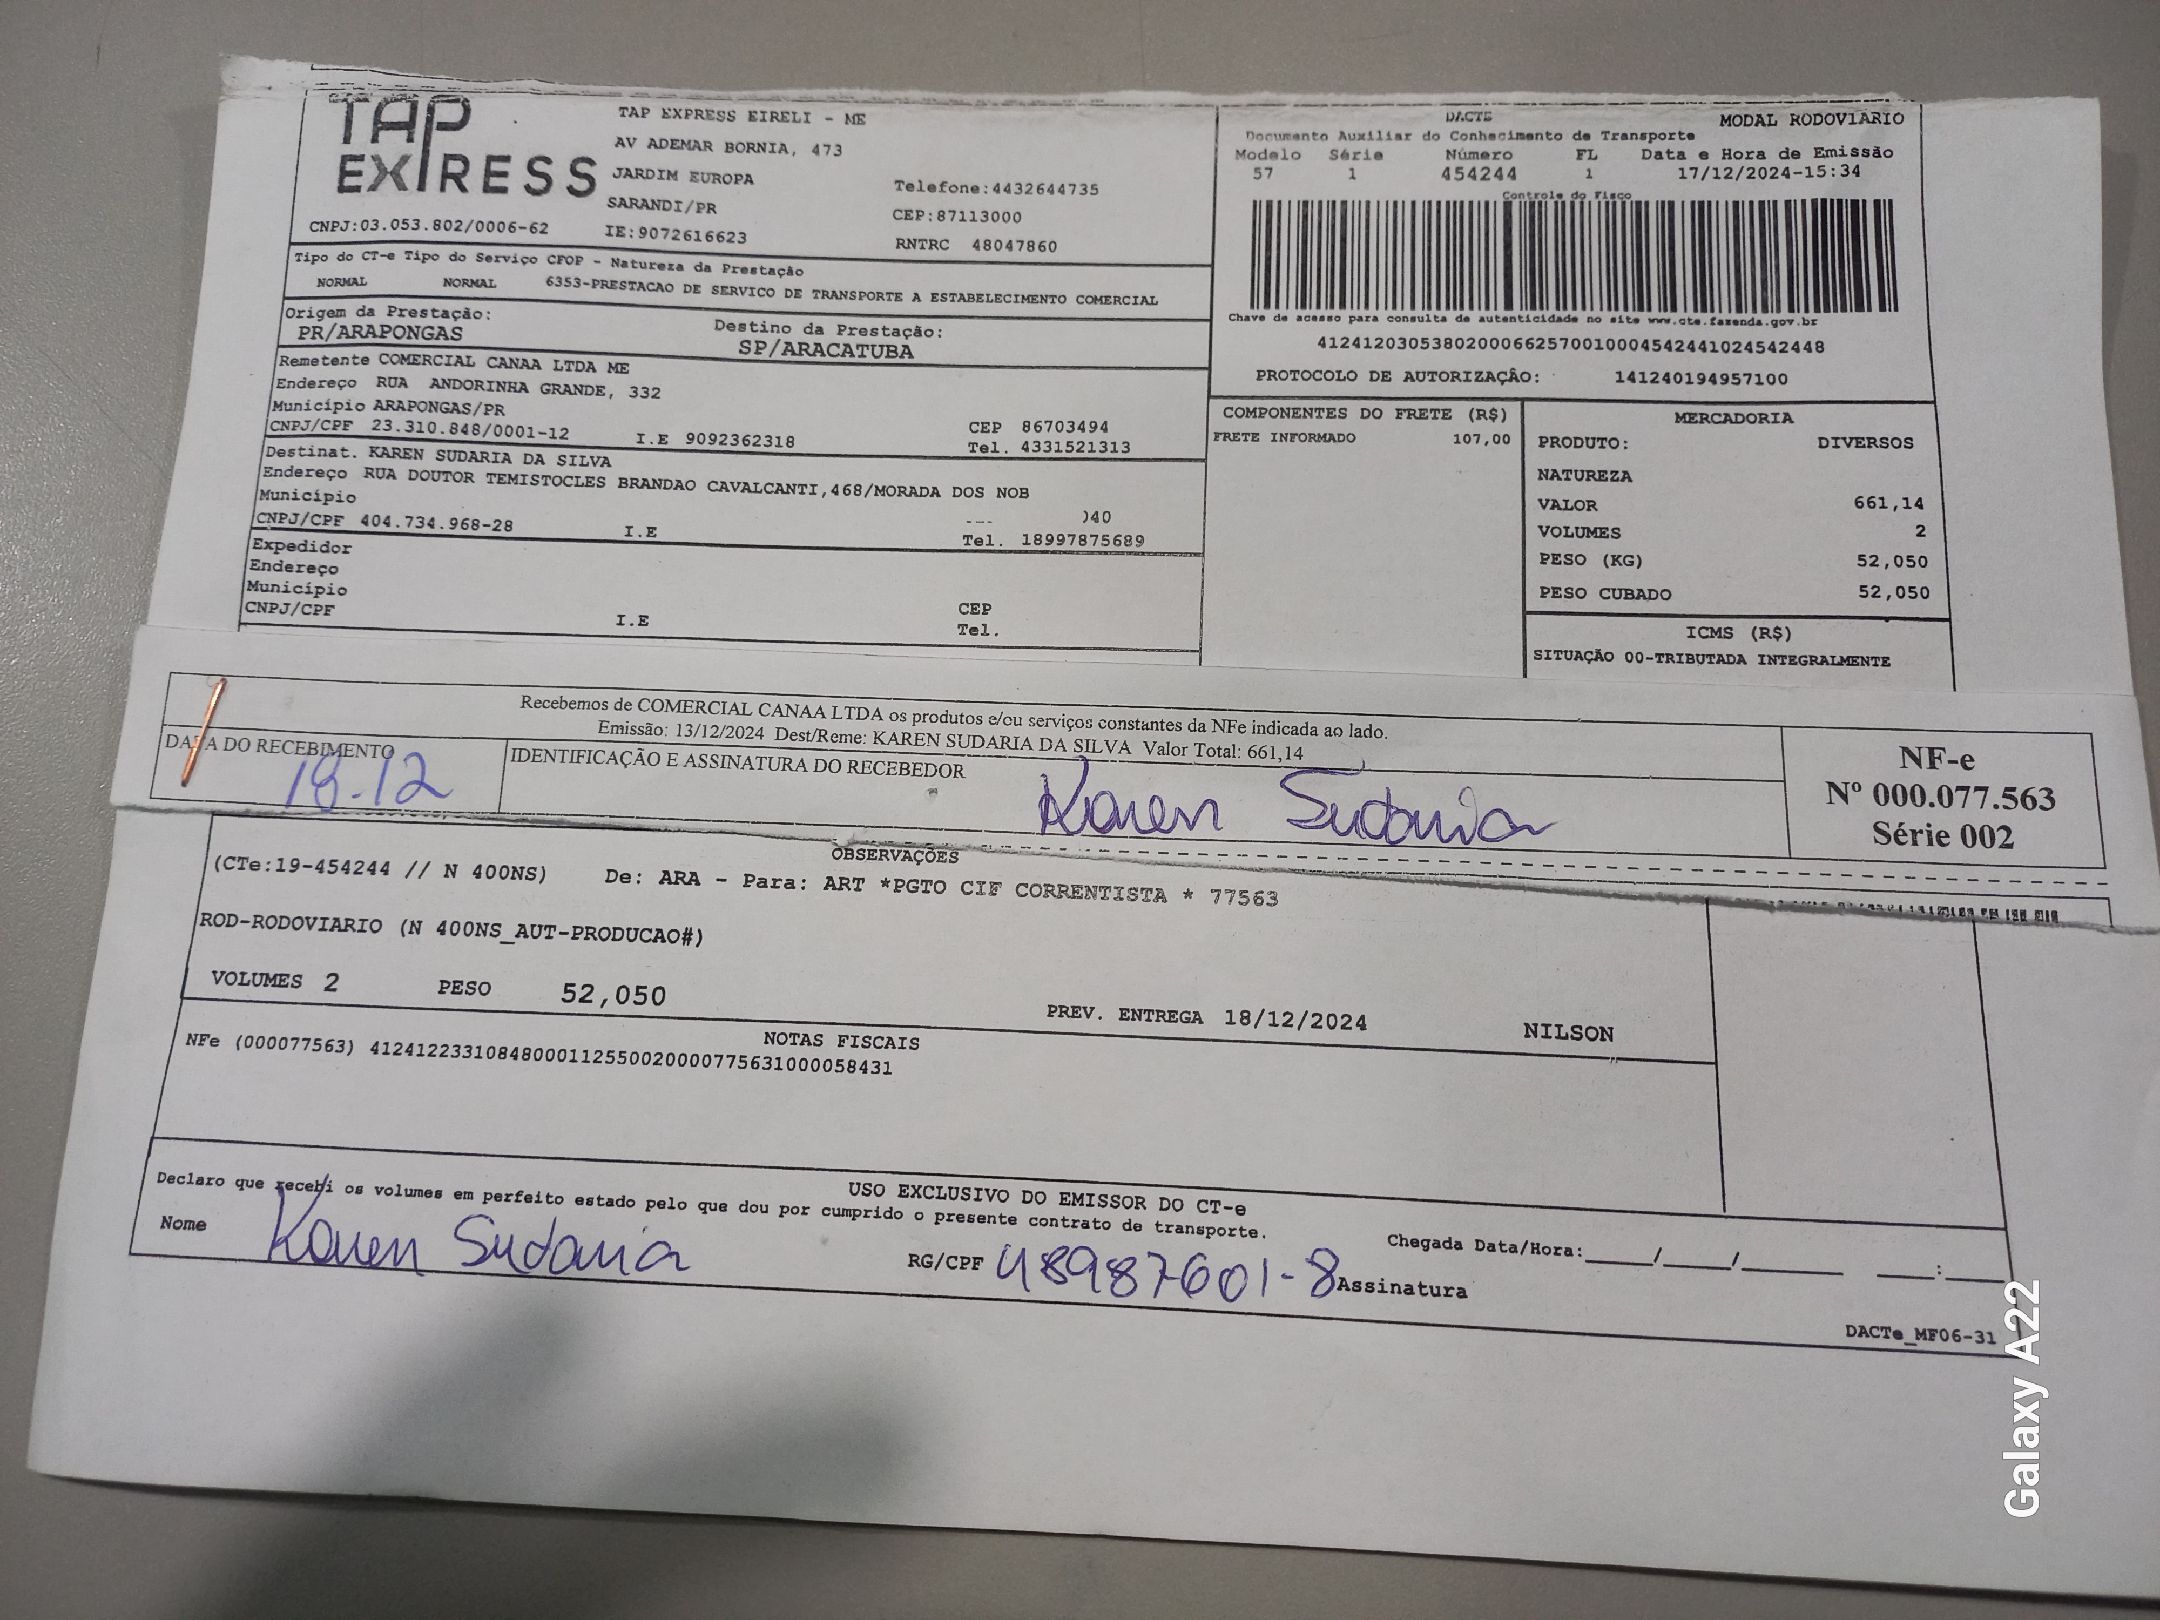 TAP EXPRESS
TAP EXPRESS EIRELI - ME
AV ADEMAR BORNIA, 473
JARDIM EUROPA
SARANDI/PR
Telefone:4432644735
CEP:87113000
CNPJ:03.053.802/0006-62 IE:9072616623 RNTRC 48047860
DACTE MODAL RODOVIARIO
Documento Auxiliar do Conhecimento de Transporte
Modelo Série Número FL Data e Hora de Emissão
57 1 454244 1 17/12/2024-15:34
Controle do Fisco
Chave de acesso para consulta de autenticidade no site www.cte.fazenda.gov.br
41241203053802000662570010004542441024542448
PROTOCOLO DE AUTORIZAÇÃO: 141240194957100
Tipo do CT-e Tipo do Serviço CFOP - Natureza da Prestação
NORMAL NORMAL 6353-PRESTACAO DE SERVICO DE TRANSPORTE A ESTABELECIMENTO COMERCIAL
Origem da Prestação: Destino da Prestação:
PR/ARAPONGAS SP/ARACATUBA
Remetente COMERCIAL CANAA LTDA ME
Endereço RUA ANDORINHA GRANDE, 332
Município ARAPONGAS/PR CEP 86703494
CNPJ/CPF 23.310.848/0001-12 I.E 9092362318 Tel. 4331521313
Destinat. KAREN SUDARIA DA SILVA
Endereço RUA DOUTOR TEMISTOCLES BRANDAO CAVALCANTI,468/MORADA DOS NOB
Município 040
CNPJ/CPF 404.734.968-28 I.E Tel. 18997875689
Expedidor
Endereço
Município CEP
CNPJ/CPF I.E Tel.
COMPONENTES DO FRETE (R$)
FRETE INFORMADO 107,00
MERCADORIA
PRODUTO: DIVERSOS
NATUREZA
VALOR 661,14
VOLUMES 2
PESO (KG) 52,050
PESO CUBADO 52,050
ICMS (R$)
SITUAÇÃO 00-TRIBUTADA INTEGRALMENTE
Recebemos de COMERCIAL CANAA LTDA os produtos e/ou serviços constantes da NFe indicada ao lado.
Emissão: 13/12/2024 Dest/Reme: KAREN SUDARIA DA SILVA Valor Total: 661,14
DATA DO RECEBIMENTO IDENTIFICAÇÃO E ASSINATURA DO RECEBEDOR
18.12 Karen Sudaria
NF-e
Nº 000.077.563
Série 002
OBSERVAÇÕES
(CTe:19-454244 // N 400NS) De: ARA - Para: ART *PGTO CIF CORRENTISTA * 77563
ROD-RODOVIARIO (N 400NS_AUT-PRODUCAO#)
VOLUMES 2 PESO 52,050 PREV. ENTREGA 18/12/2024 NILSON
NOTAS FISCAIS
NFe (000077563) 41241223310848000112550020000775631000058431
USO EXCLUSIVO DO EMISSOR DO CT-e
Declaro que recebi os volumes em perfeito estado pelo que dou por cumprido o presente contrato de transporte.
Nome Karen Sudaria RG/CPF 48987601-8 Assinatura
Chegada Data/Hora:____/____/______ ___:___
DACTe_MF06-31
Galaxy A22